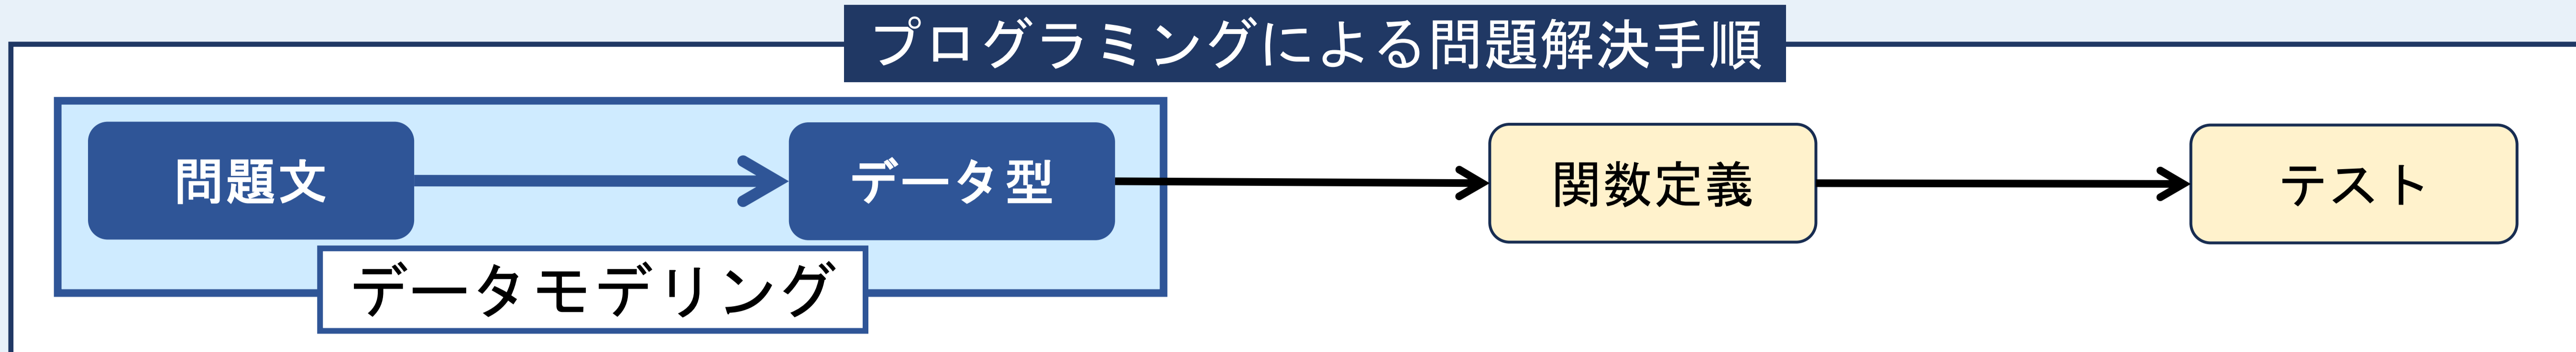 プログラミングによる問題解決手順
問題文
データ型
関数定義
テスト
データモデリング